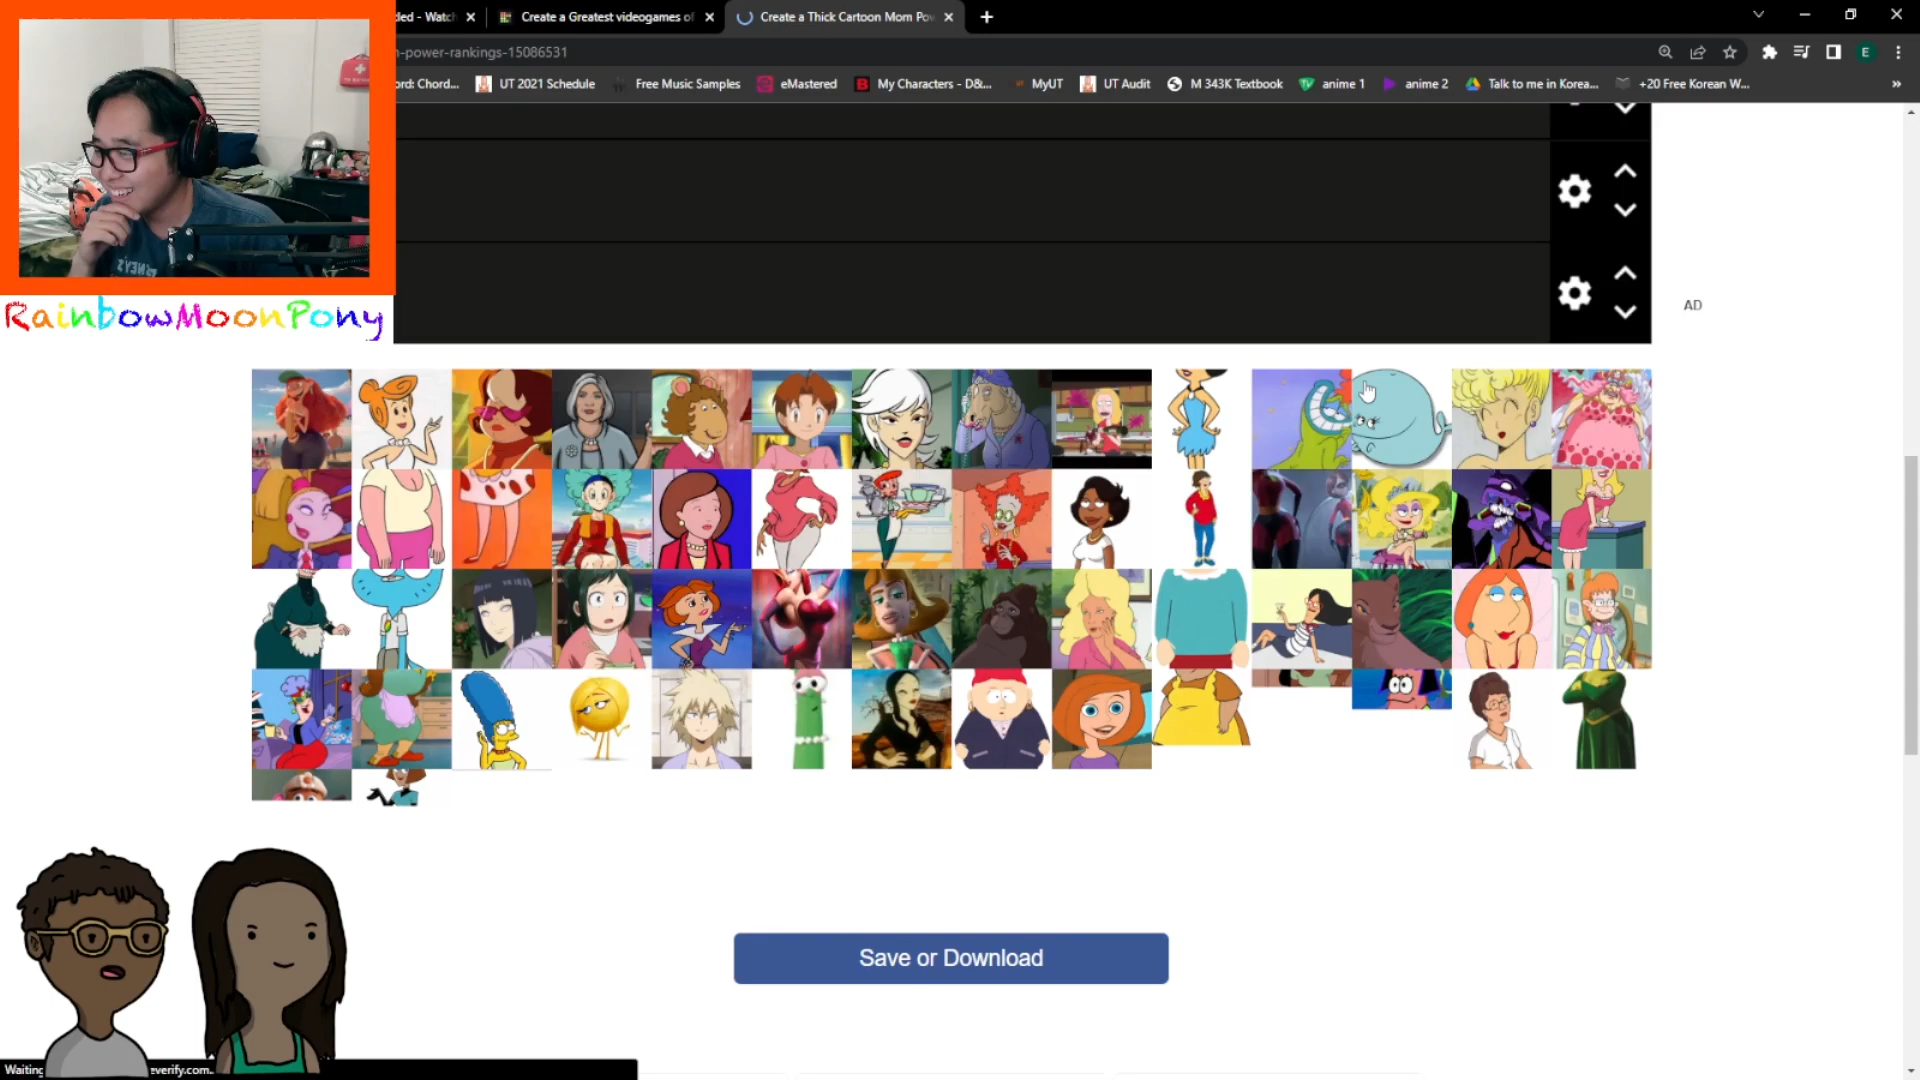 ded - Watch
Create a Greatest videogames of
Create a Thick Cartoon Mom Pow
n-power-rankings-15086531
E
ord: Chord...
UT 2021 Schedule
Free Music Samples
eMastered
My Characters - D&...
MyUT
UT Audit
M 343K Textbook
anime 1
anime 2
Talk to me in Korea...
+20 Free Korean W...
»
RainbowMoonPony
AD
Save or Download
Waiting
everify.com...